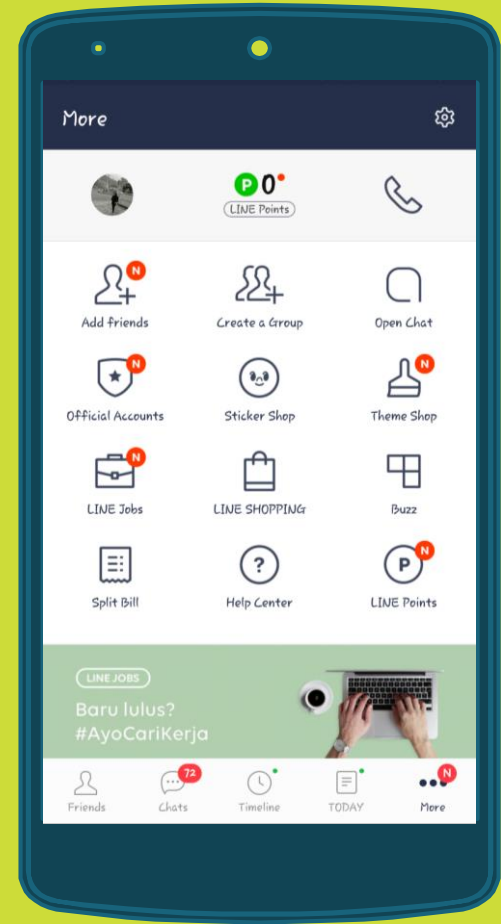 More
P 0
LINE Points
N
Add friends
Create a Group
Open Chat
N
Official Accounts
Sticker Shop
N
Theme Shop
N
LINE Jobs
LINE SHOPPING
Buzz
Split Bill
?
Help Center
P
N
LINE Points
LINE JOBS
Baru lulus?
#AyoCariKerja
Friends
72
Chats
Timeline
TODAY
N
More